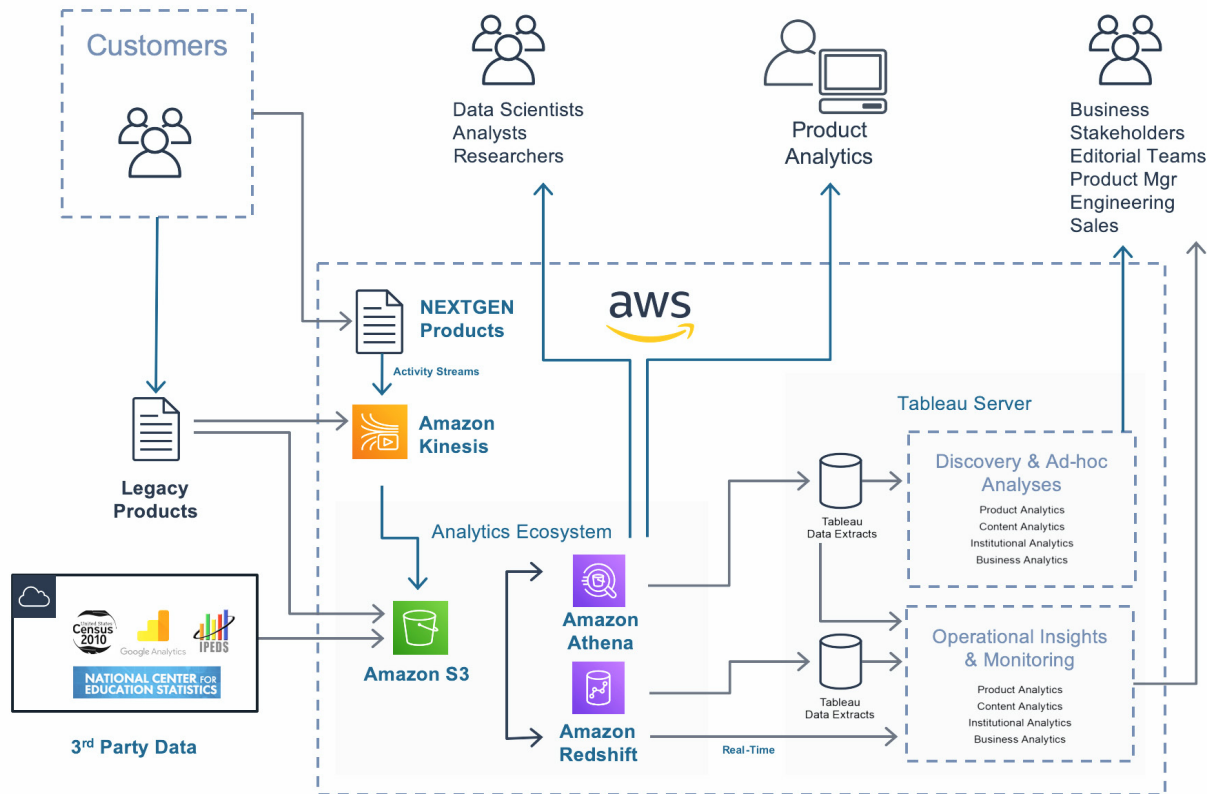 Customers
Data Scientists
Analysts
Researchers
Product
Analytics
Business
Stakeholders
Editorial Teams
Product Mgr
Engineering
Sales
aws
NEXTGEN
Products
Activity Streams
Amazon
Kinesis
Legacy
Products
Tableau Server
Discovery & Ad-hoc
Analyses
Product Analytics
Content Analytics
Institutional Analytics
Business Analytics
Tableau
Data Extracts
Analytics Ecosystem
Amazon
Athena
Amazon S3
United States
Census
2010
Google Analytics
IPEDS
NATIONAL CENTER FOR
EDUCATION STATISTICS
3rd Party Data
Operational Insights
& Monitoring
Product Analytics
Content Analytics
Institutional Analytics
Business Analytics
Tableau
Data Extracts
Amazon
Redshift
Real-Time